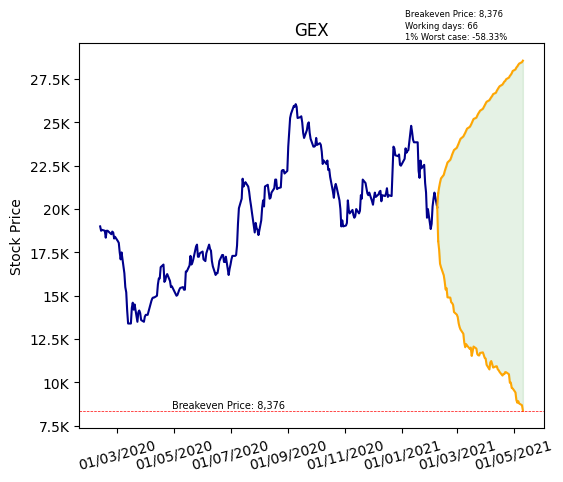 Breakeven Price: 8,376
Working days: 66
1% Worst case: -58.33%
GEX
Stock Price
27.5K
25K
22.5K
20K
17.5K
15K
12.5K
10K
7.5K
Breakeven Price: 8,376
01/03/2020
01/05/2020
01/07/2020
01/09/2020
01/11/2020
01/01/2021
01/03/2021
01/05/2021